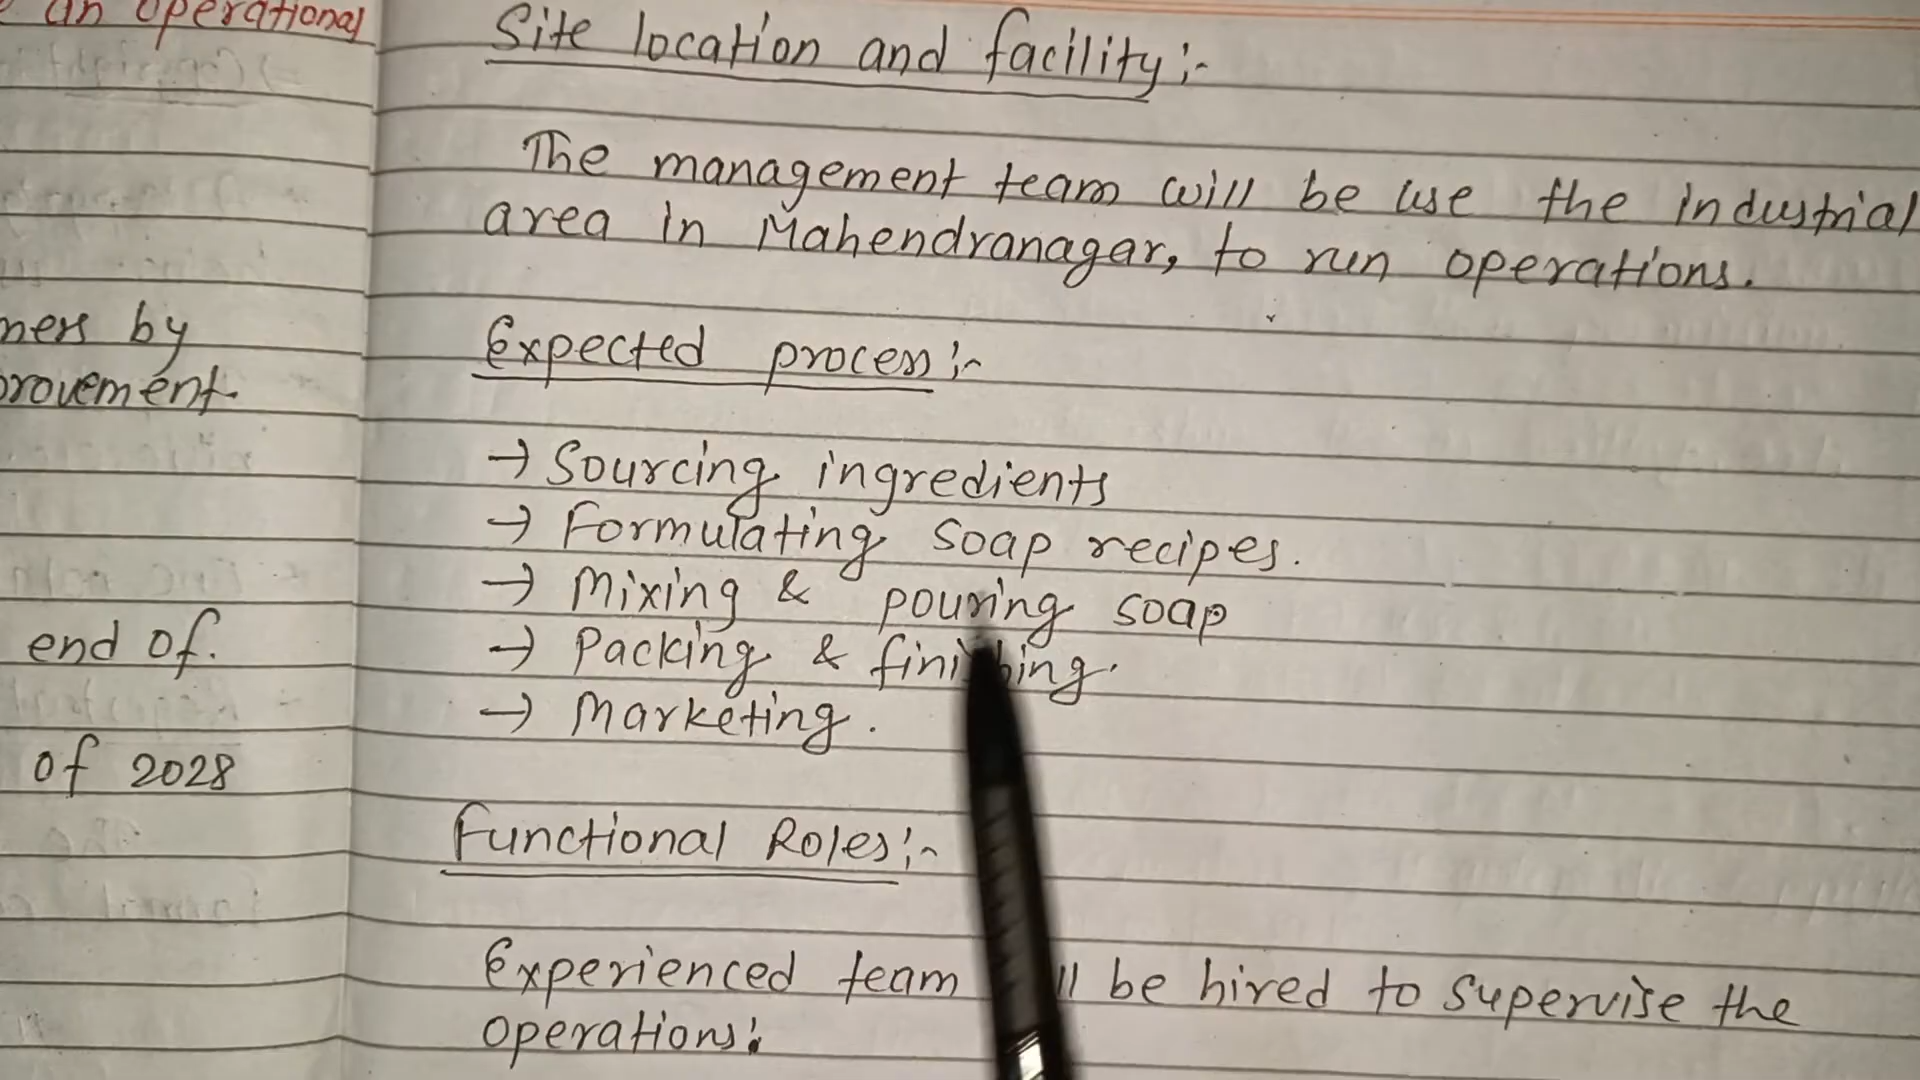 an operational
ners by
provement
end of.
of 2028
Site location and facility:-
The management team will be use the industrial
area in Mahendranagar, to run operations.
Expected process:-
→ Sourcing ingredients
→ Formulating soap recipes.
→ Mixing & pouring soap
→ Packing & finishing.
→ Marketing.
Functional Roles:-
Experienced team ll be hired to supervise the
operations: